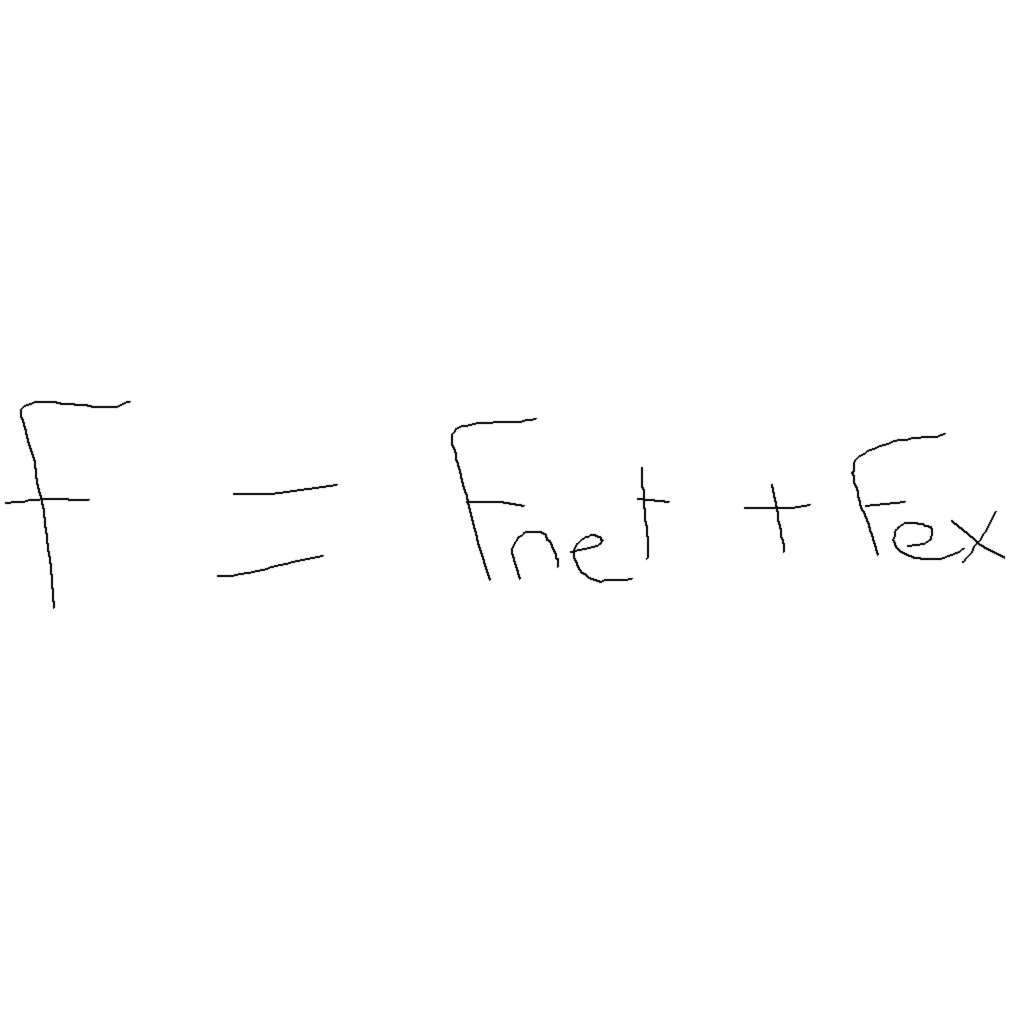 F = Fnet + Fex